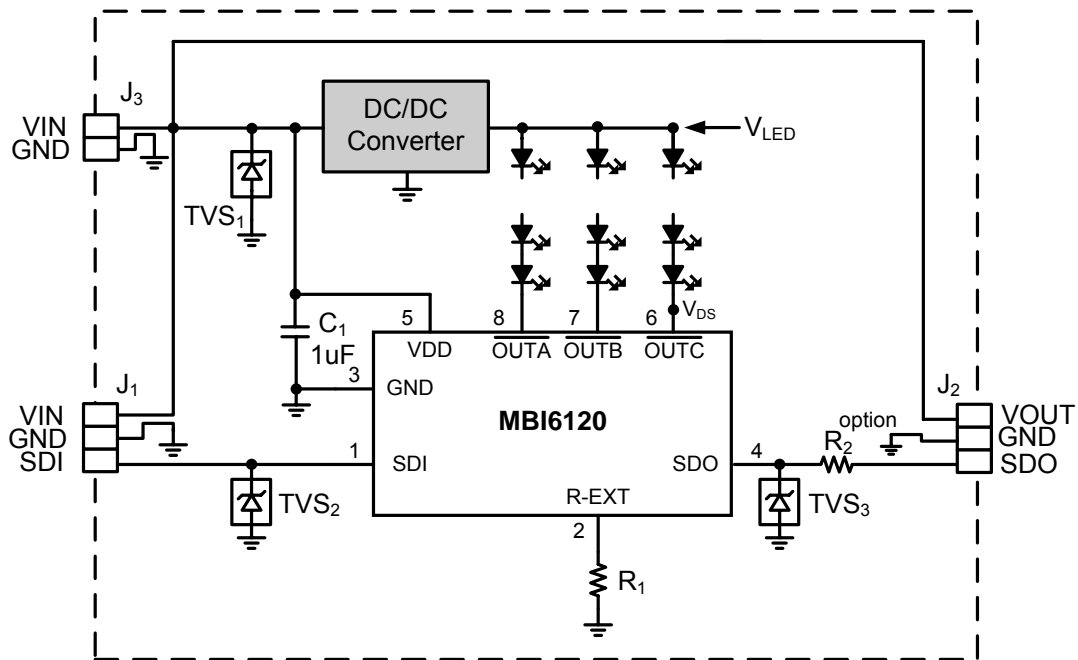 J3
VIN
GND
DC/DC
Converter
VLED
TVS1
C1
1uF
5
8
7
6
VDS
VDD
OUTA
OUTB
OUTC
3
GND
MBI6120
J1
VIN
GND
SDI
1
SDI
TVS2
R-EXT
2
R1
SDO
4
option
R2
TVS3
J2
VOUT
GND
SDO